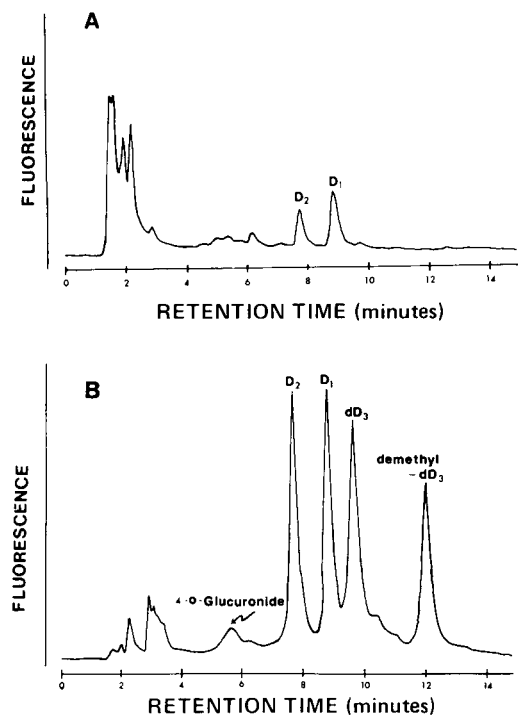 A
FLUORESCENCE
D2
D1
0 2 4 6 8 10 12 14
RETENTION TIME (minutes)
B
FLUORESCENCE
D2
D1
dD3
demethyl
-dD3
4-O-Glucuronide
0 2 4 6 8 10 12 14
RETENTION TIME (minutes)